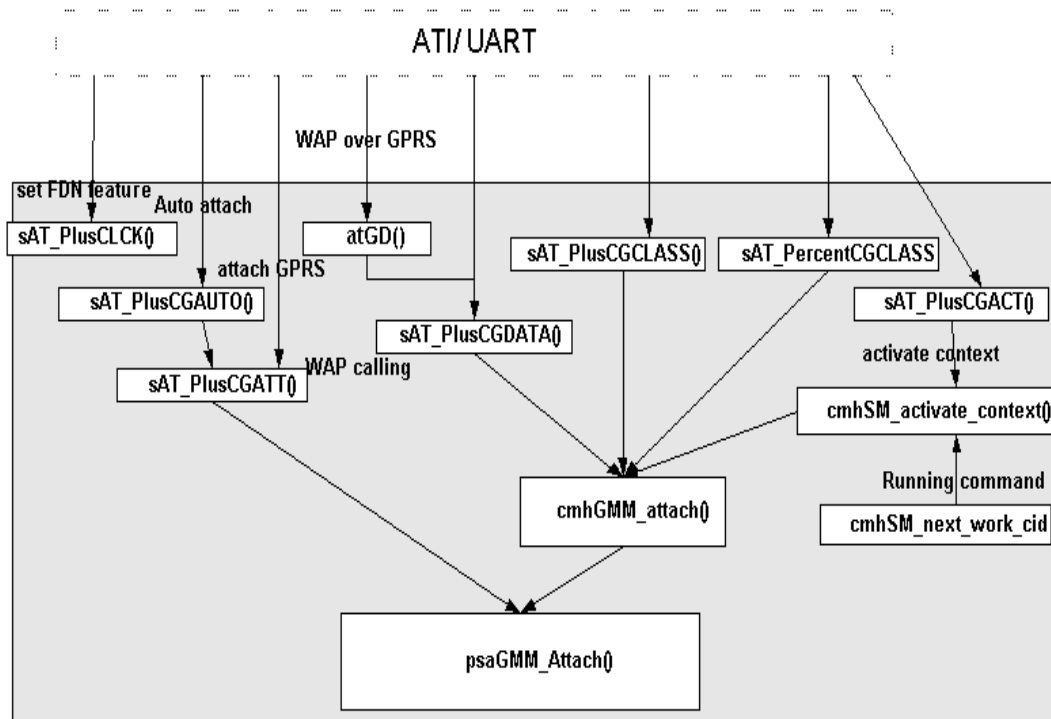 ATI/UART
WAP over GPRS
set FDN feature
Auto attach
sAT_PlusCLCK()
atGD()
sAT_PlusCGCLASS()
sAT_PercentCGCLASS
attach GPRS
sAT_PlusCGAUTO()
sAT_PlusCGACT()
sAT_PlusCGDATA()
activate context
WAP calling
sAT_PlusCGATT()
cmhSM_activate_context()
Running command
cmhGMM_attach()
cmhSM_next_work_cid
psaGMM_Attach()